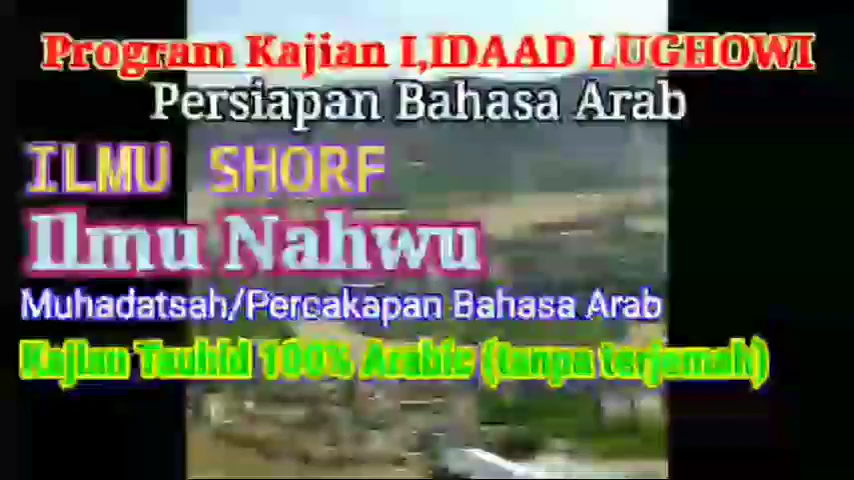 Program Kajian I,IDAAD LUGHOWI
Persiapan Bahasa Arab
ILMU SHORF
Ilmu Nahwu
Muhadatsah/Percakapan Bahasa Arab
Kajian Tauhid 100% Arabic (tanpa terjemah)